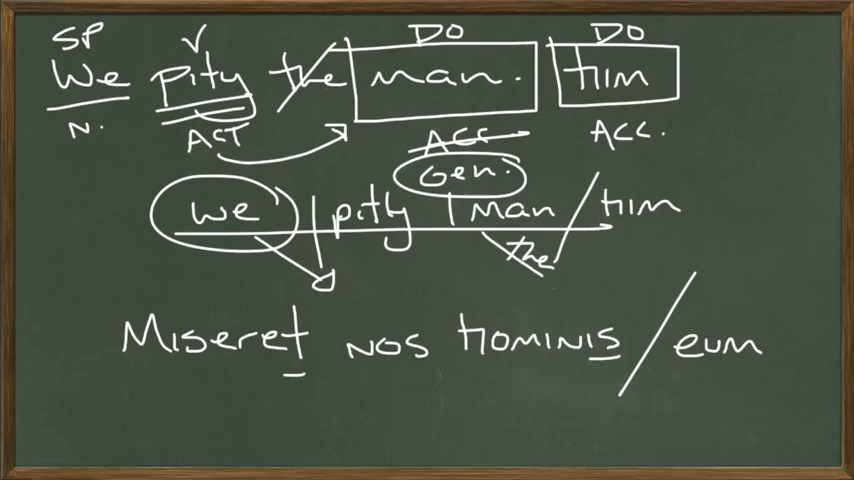 SP V DO DO
We pity the man. him
N. ACT ACC ACC.
Gen.
we pity man / him
the
Miseret nos hominis / eum